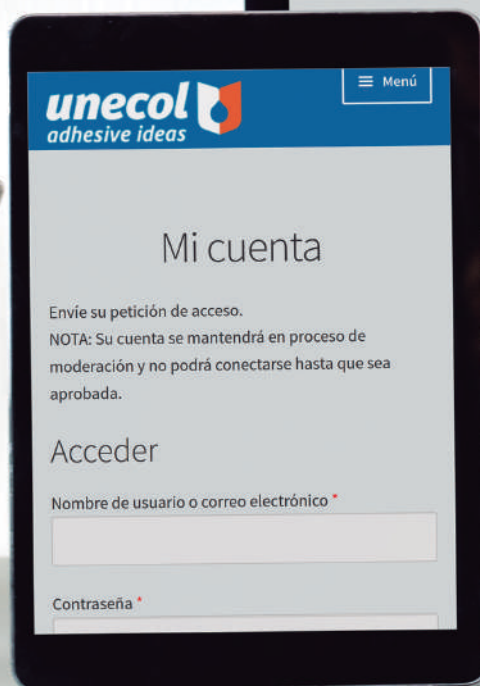 unecol
adhesive ideas
≡ Menú
Mi cuenta
Envíe su petición de acceso.
NOTA: Su cuenta se mantendrá en proceso de
moderación y no podrá conectarse hasta que sea
aprobada.
Acceder
Nombre de usuario o correo electrónico *
Contraseña *